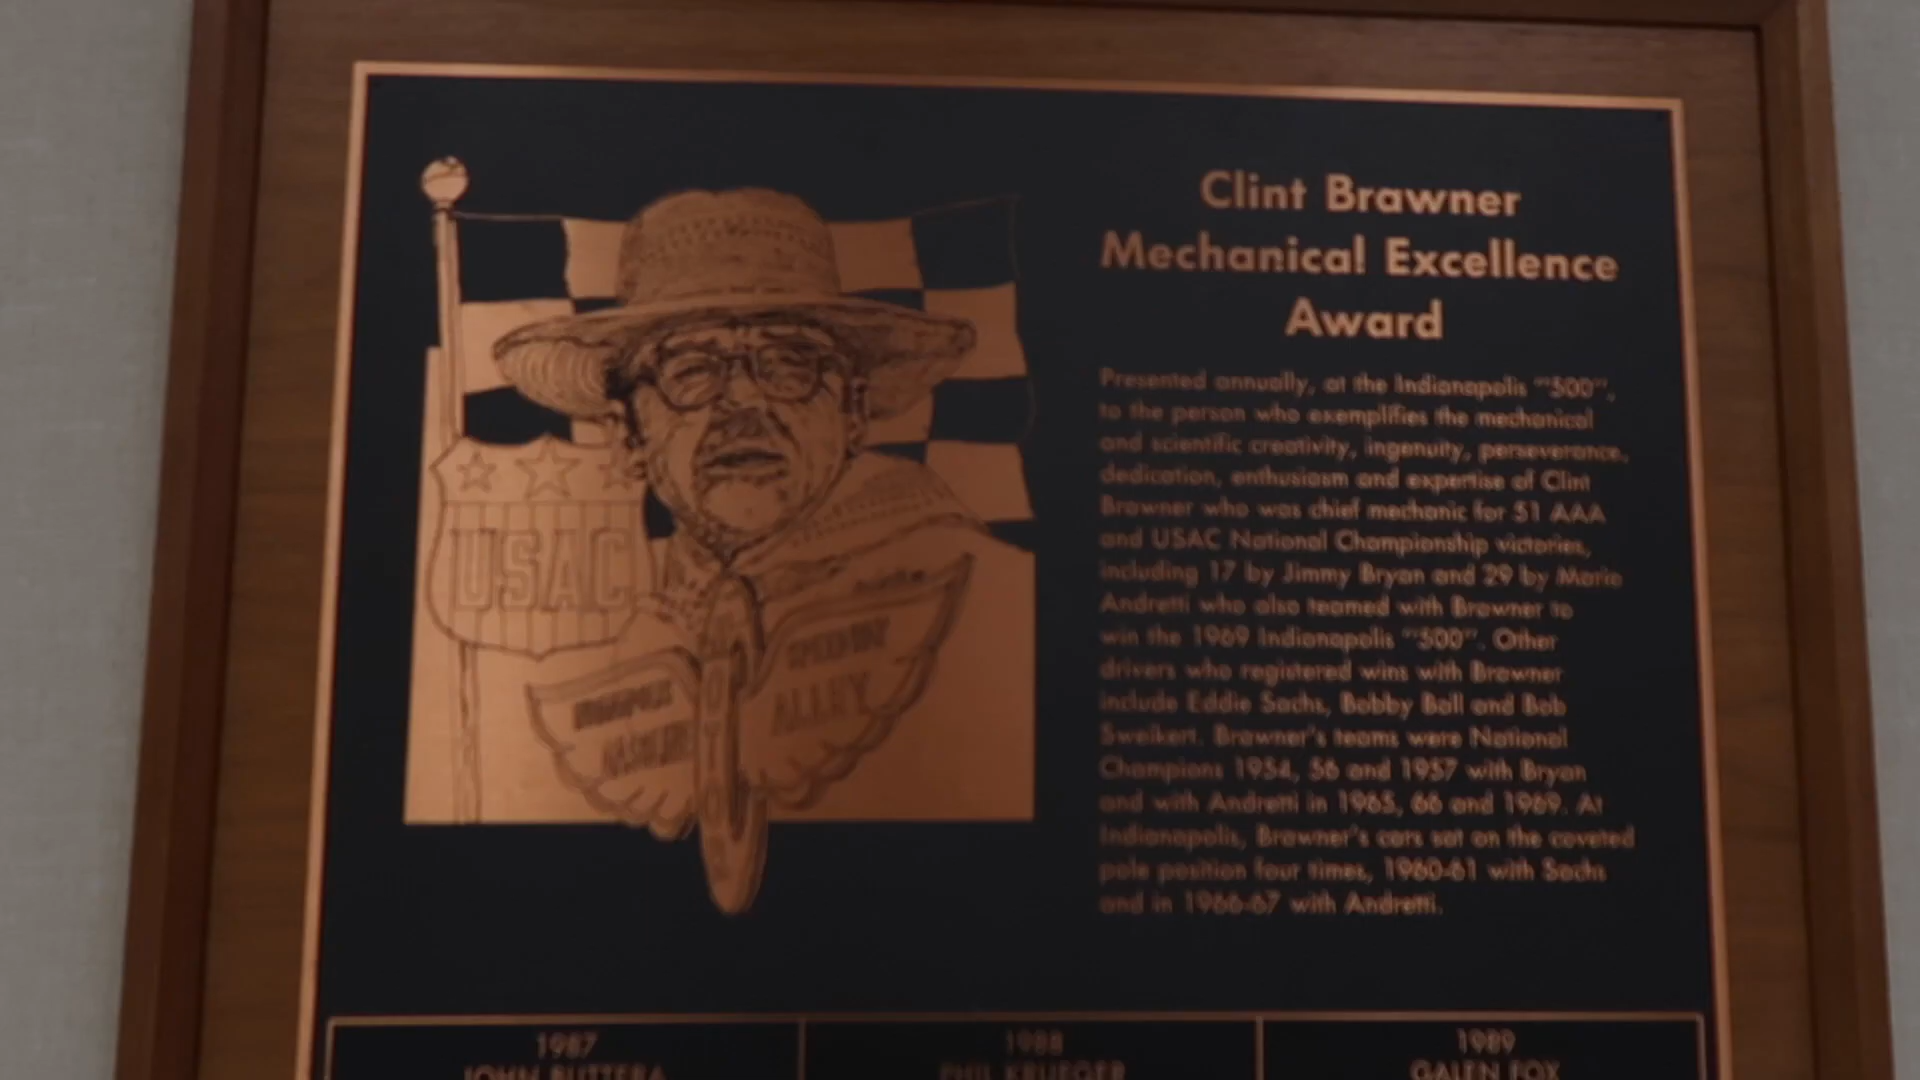 Clint Brawner
Mechanical Excellence
Award
Presented annually, at the Indianapolis "500",
to the person who exemplifies the mechanical
and scientific creativity, ingenuity, perseverance,
dedication, enthusiasm and expertise of Clint
Brawner who was chief mechanic for 51 AAA
and USAC National Championship victories,
including 17 by Jimmy Bryan and 29 by Mario
Andretti who also teamed with Brawner to
win the 1969 Indianapolis "500". Other
drivers who registered wins with Brawner
include Eddie Sachs, Bobby Ball and Bob
Sweikert. Brawner's teams were National
Champions 1954, 56 and 1957 with Bryan
and with Andretti in 1965, 66 and 1969. At
Indianapolis, Brawner's cars sat on the coveted
pole position four times, 1960-61 with Sachs
and in 1966-67 with Andretti.
USAC
SPEEDWAY
ALLEY
GASOLINE
1987
JOHN BUTTERA
1988
PHIL KRUEGER
1989
GALEN FOX